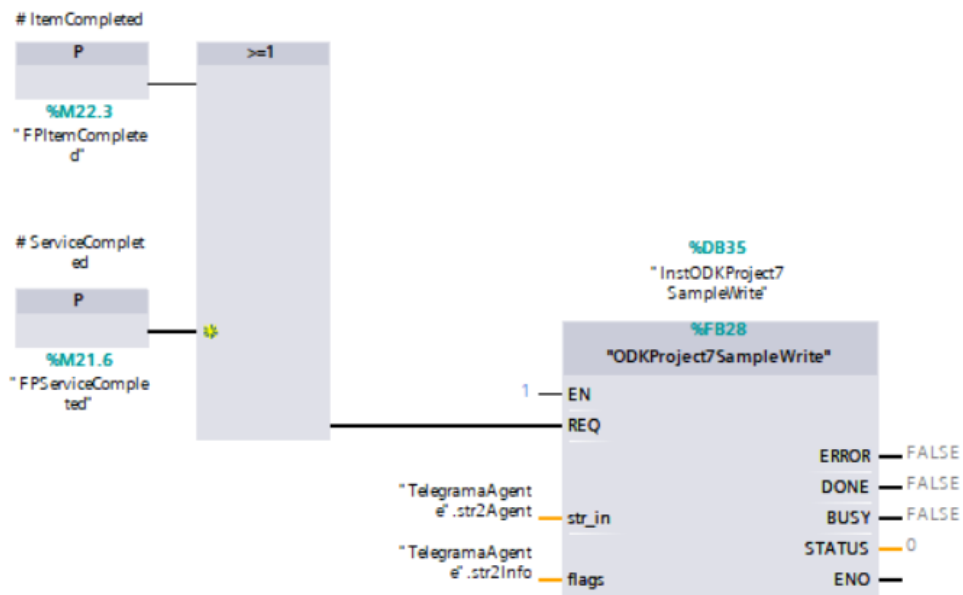 # ItemCompleted
P
>=1
%M22.3
"FPItemComplete
d"
# ServiceComplet
ed
P
%M21.6
"FPServiceComple
ted"
%DB35
"InstODKProject7
SampleWrite"
%FB28
"ODKProject7SampleWrite"
1
EN
REQ
ERROR
FALSE
DONE
FALSE
"TelegramaAgent
e".str2Agent
str_in
BUSY
FALSE
STATUS
0
"TelegramaAgent
e".str2Info
flags
ENO